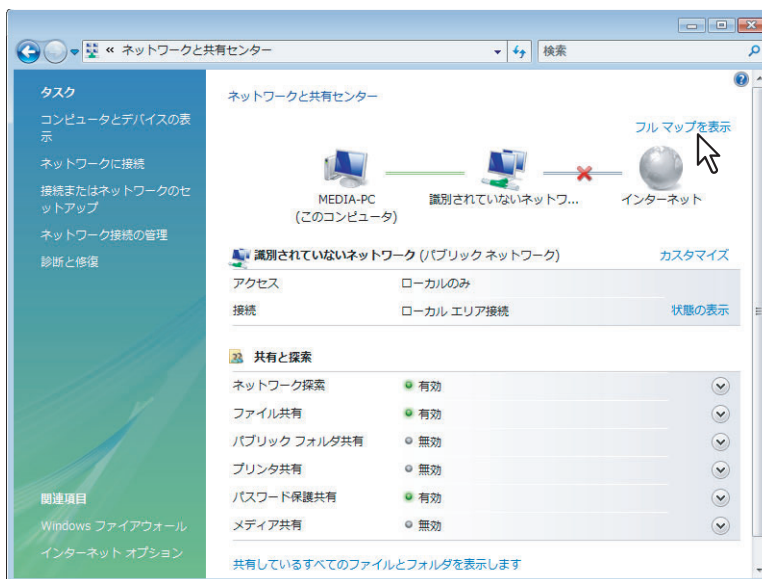 « ネットワークと共有センター
検索
タスク
コンピュータとデバイスの表
示
ネットワークに接続
接続またはネットワークのセ
ットアップ
ネットワーク接続の管理
診断と修復
関連項目
Windows ファイアウォール
インターネット オプション
ネットワークと共有センター
フル マップを表示
MEDIA-PC
(このコンピュータ)
識別されていないネットワ...
インターネット
識別されていないネットワーク (パブリック ネットワーク)
カスタマイズ
アクセス
ローカルのみ
接続
ローカル エリア接続
状態の表示
共有と探索
ネットワーク探索
有効
ファイル共有
有効
パブリック フォルダ共有
無効
プリンタ共有
無効
パスワード保護共有
有効
メディア共有
無効
共有しているすべてのファイルとフォルダを表示します